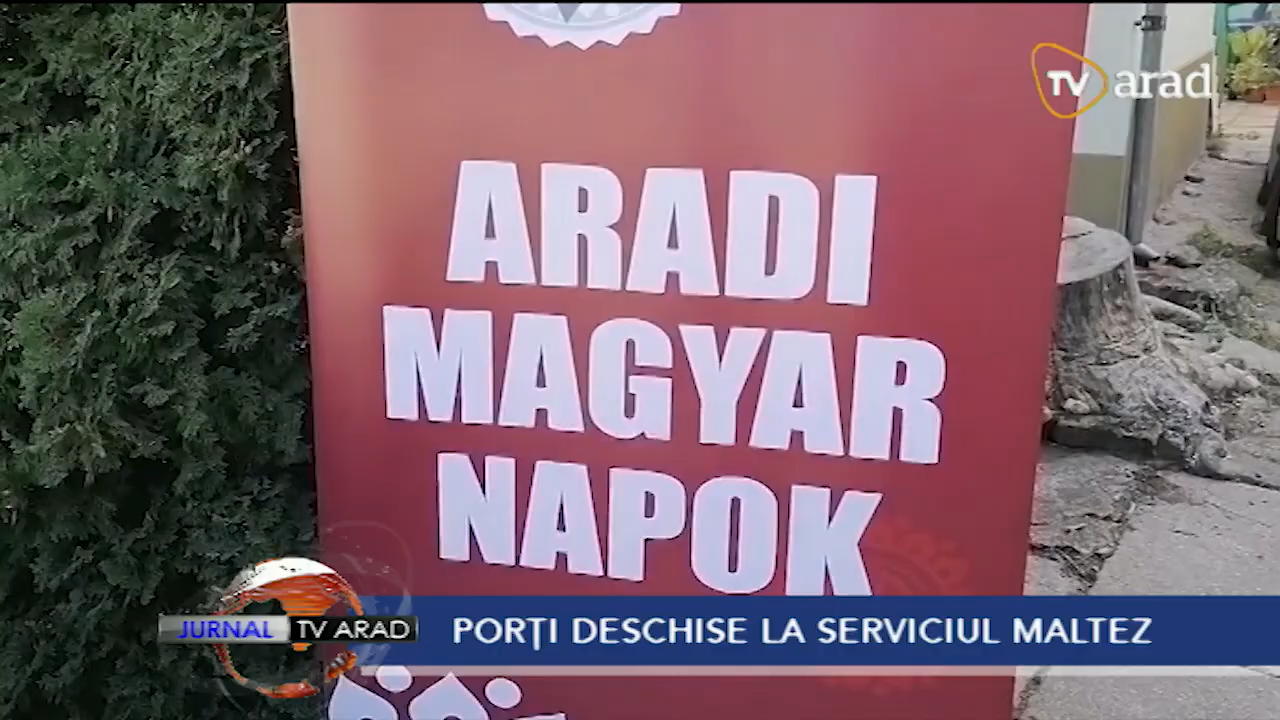 TV arad
ARADI
MAGYAR
NAPOK
JURNAL TV ARAD
PORȚI DESCHISE LA SERVICIUL MALTEZ